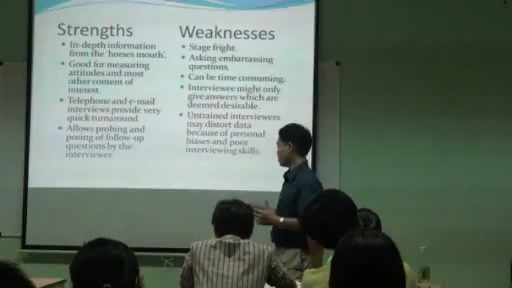 Strengths
• In-depth information
from the 'horses mouth'.
• Good for measuring
attitudes and most
other content of
interest.
• Telephone and e-mail
interviews provide very
quick turnaround.
• Allows probing and
posing of follow-up
questions by the
interviewer.
Weaknesses
• Stage fright.
• Asking embarrassing
questions.
• Can be time consuming.
• Interviewee might only
give answers which are
deemed desirable.
• Untrained interviewers
may distort data
because of personal
biases and poor
interviewing skills.